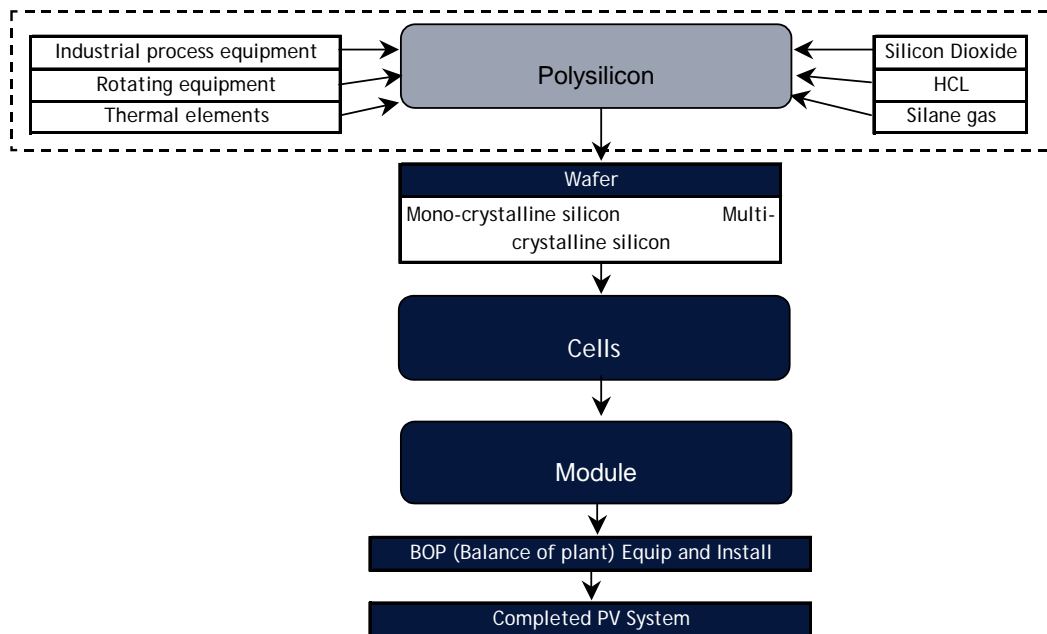 Industrial process equipment
Rotating equipment
Thermal elements
Polysilicon
Silicon Dioxide
HCL
Silane gas
Wafer
Mono-crystalline silicon Multi-
crystalline silicon
Cells
Module
BOP (Balance of plant) Equip and Install
Completed PV System